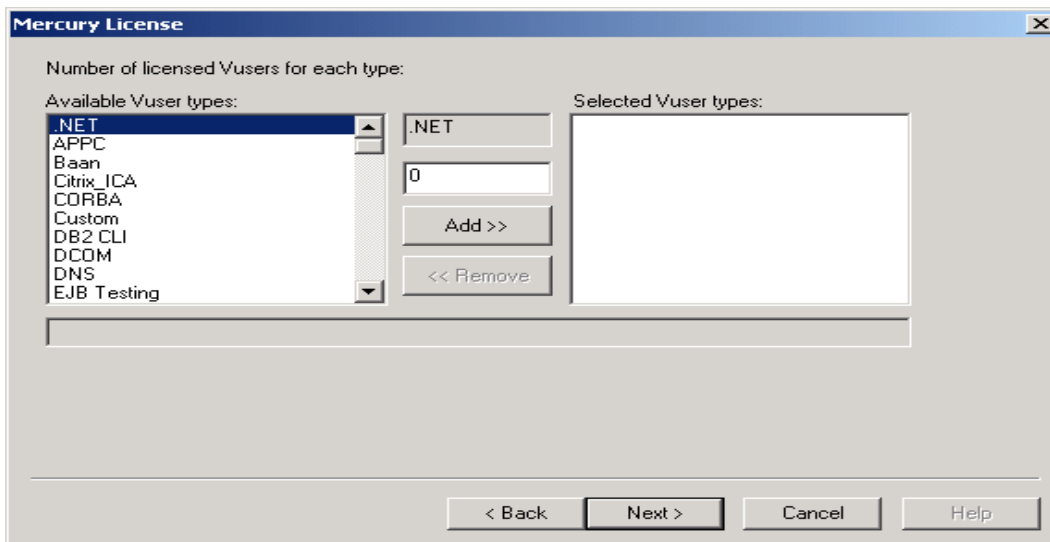 Mercury License
Number of licensed Vusers for each type:
Available Vuser types:
.NET
APPC
Baan
Citrix_ICA
CORBA
Custom
DB2 CLI
DCOM
DNS
EJB Testing
.NET
0
Add >>
<< Remove
Selected Vuser types:
< Back
Next >
Cancel
Help